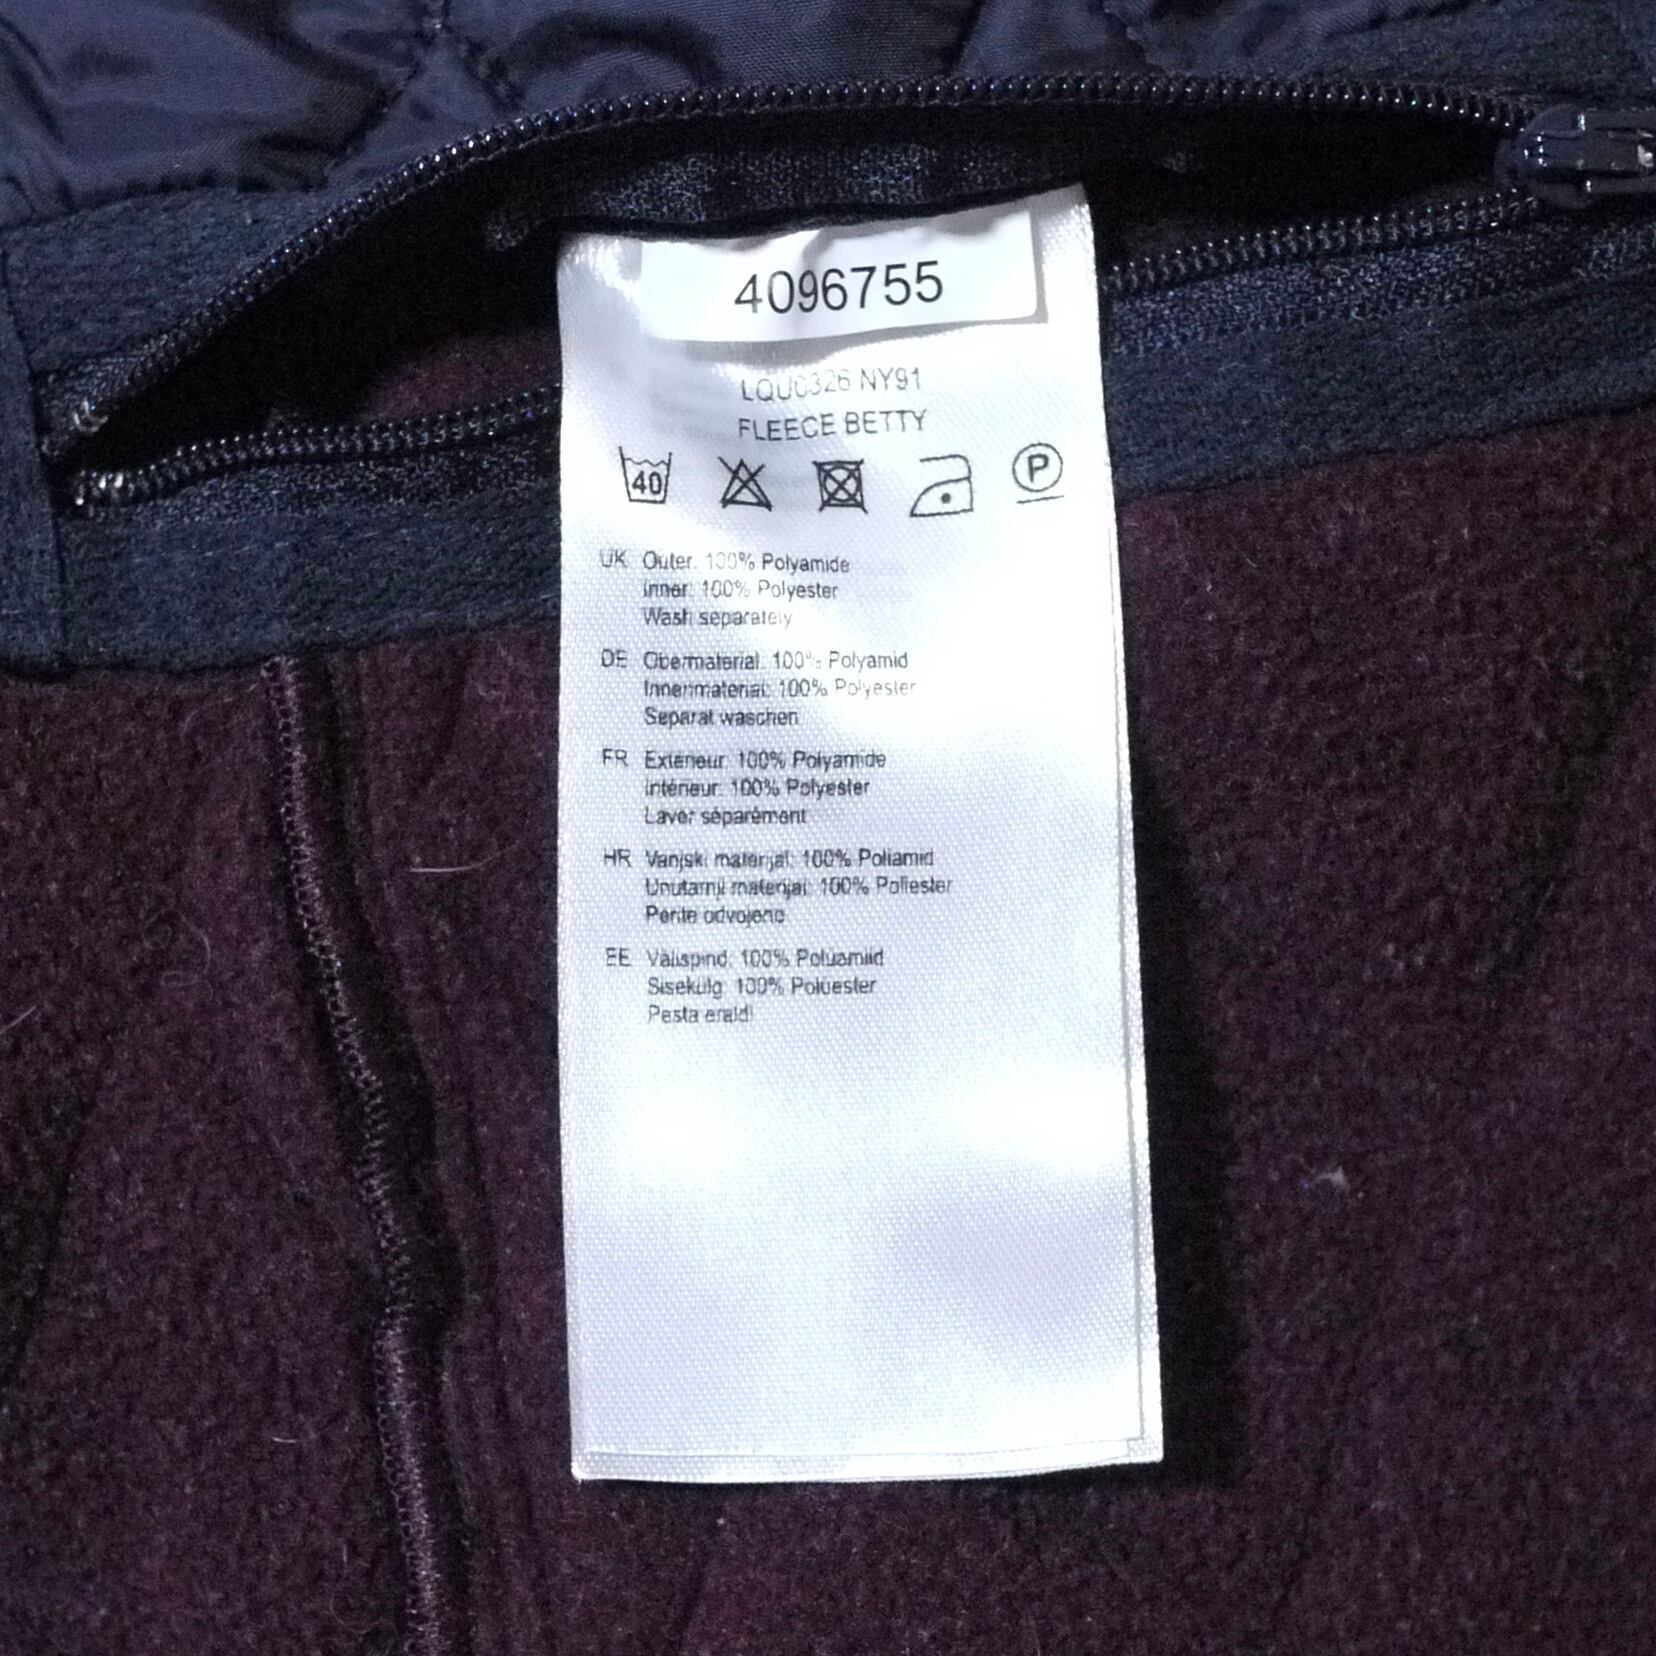 4096755
LQU0326 NY91
FLEECE BETTY
40 P
UK Outer: 100% Polyamide
Inner: 100% Polyester
Wash separately
DE Obermaterial: 100% Polyamid
Innenmaterial: 100% Polyester
Separat waschen
FR Extérieur: 100% Polyamide
Intérieur: 100% Polyester
Laver séparément
HR Vanjski materijal: 100% Poliamid
Unutarnji materijal: 100% Poliester
Perite odvojeno
EE Välispind: 100% Poluamiid
Sisekülg: 100% Poluester
Pesta eraldi